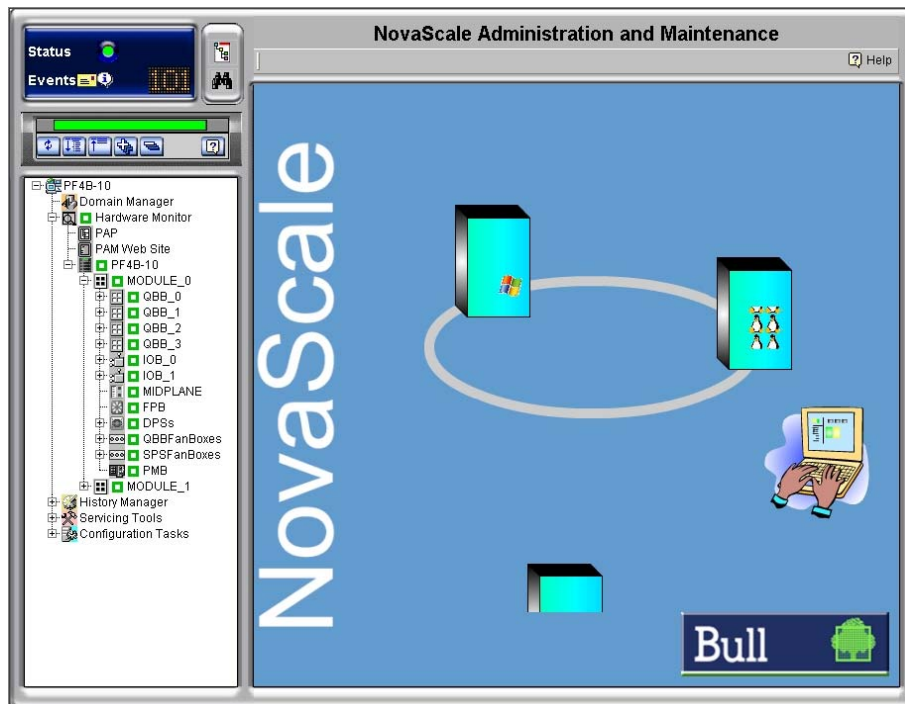 NovaScale Administration and Maintenance
Status
Events
101
Help
PF4B-10
Domain Manager
Hardware Monitor
PAP
PAM Web Site
PF4B-10
MODULE_0
QBB_0
QBB_1
QBB_2
QBB_3
IOB_0
IOB_1
MIDPLANE
FPB
DPSs
QBBFanBoxes
SPSFanBoxes
PMB
MODULE_1
History Manager
Servicing Tools
Configuration Tasks
NovaScale
Bull